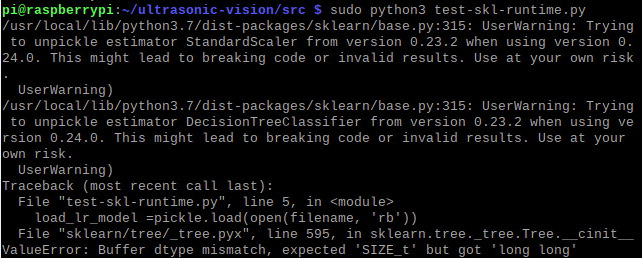 pi@raspberrypi:~/ultrasonic-vision/src $ sudo python3 test-skl-runtime.py
/usr/local/lib/python3.7/dist-packages/sklearn/base.py:315: UserWarning: Trying
 to unpickle estimator StandardScaler from version 0.23.2 when using version 0.
24.0. This might lead to breaking code or invalid results. Use at your own risk
.
  UserWarning)
/usr/local/lib/python3.7/dist-packages/sklearn/base.py:315: UserWarning: Trying
 to unpickle estimator DecisionTreeClassifier from version 0.23.2 when using ve
rsion 0.24.0. This might lead to breaking code or invalid results. Use at your
own risk.
  UserWarning)
Traceback (most recent call last):
  File "test-skl-runtime.py", line 5, in <module>
    load_lr_model =pickle.load(open(filename, 'rb'))
  File "sklearn/tree/_tree.pyx", line 595, in sklearn.tree._tree.Tree.__cinit__
ValueError: Buffer dtype mismatch, expected 'SIZE_t' but got 'long long'